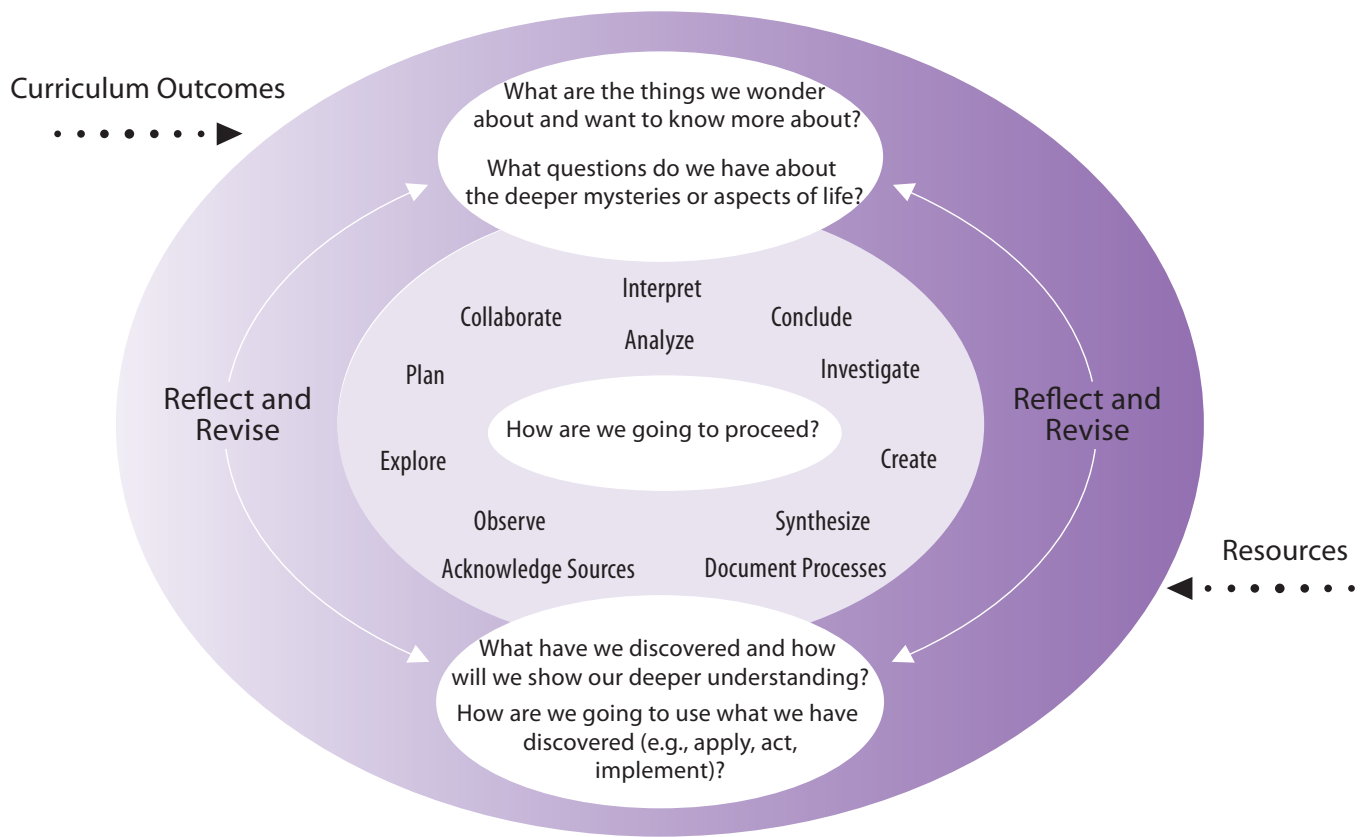 Curriculum Outcomes
What are the things we wonder
about and want to know more about?
What questions do we have about
the deeper mysteries or aspects of life?
Interpret
Collaborate
Conclude
Analyze
Plan
Investigate
Reflect and
Revise
How are we going to proceed?
Reflect and
Revise
Explore
Create
Observe
Synthesize
Acknowledge Sources
Document Processes
Resources
What have we discovered and how
will we show our deeper understanding?
How are we going to use what we have
discovered (e.g., apply, act,
implement)?